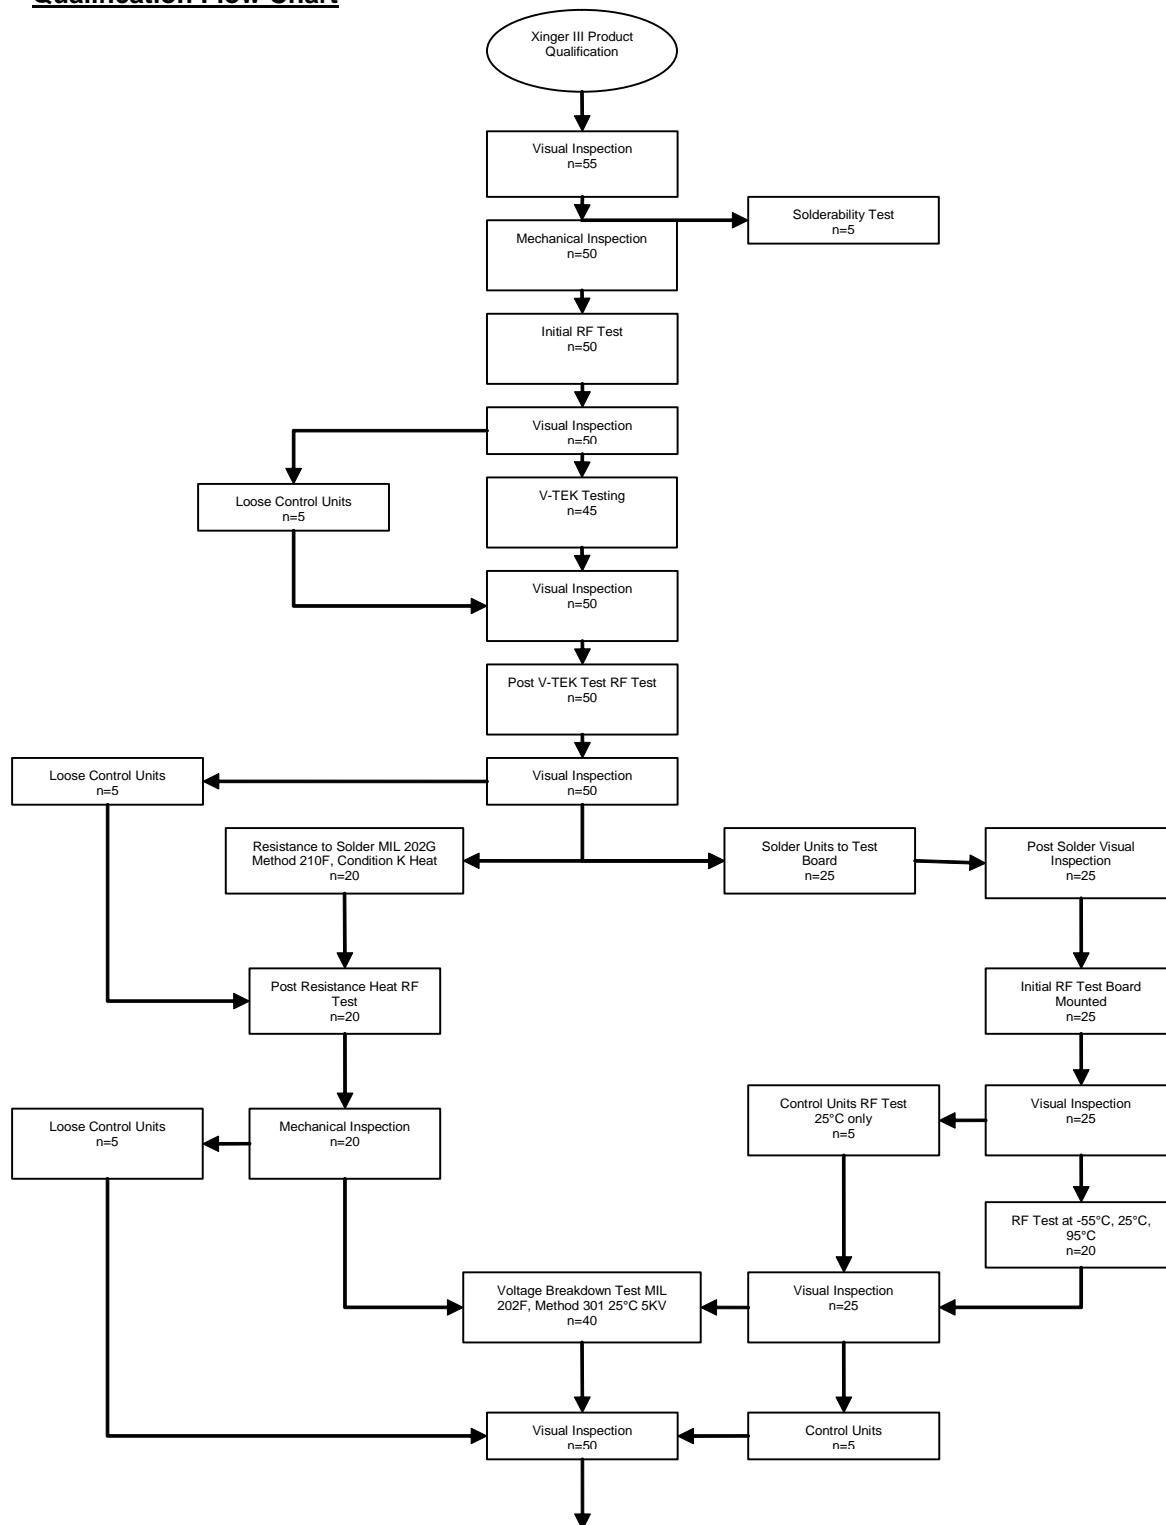 Qualification Flow Chart
Xinger III Product
Qualification
Visual Inspection
n=55
Solderability Test
n=5
Mechanical Inspection
n=50
Initial RF Test
n=50
Visual Inspection
n=50
Loose Control Units
n=5
V-TEK Testing
n=45
Visual Inspection
n=50
Post V-TEK Test RF Test
n=50
Loose Control Units
n=5
Visual Inspection
n=50
Resistance to Solder MIL 202G
Method 210F, Condition K Heat
n=20
Solder Units to Test
Board
n=25
Post Solder Visual
Inspection
n=25
Post Resistance Heat RF
Test
n=20
Initial RF Test Board
Mounted
n=25
Loose Control Units
n=5
Mechanical Inspection
n=20
Control Units RF Test
25°C only
n=5
Visual Inspection
n=25
RF Test at -55°C, 25°C,
95°C
n=20
Voltage Breakdown Test MIL
202F, Method 301 25°C 5KV
n=40
Visual Inspection
n=25
Visual Inspection
n=50
Control Units
n=5